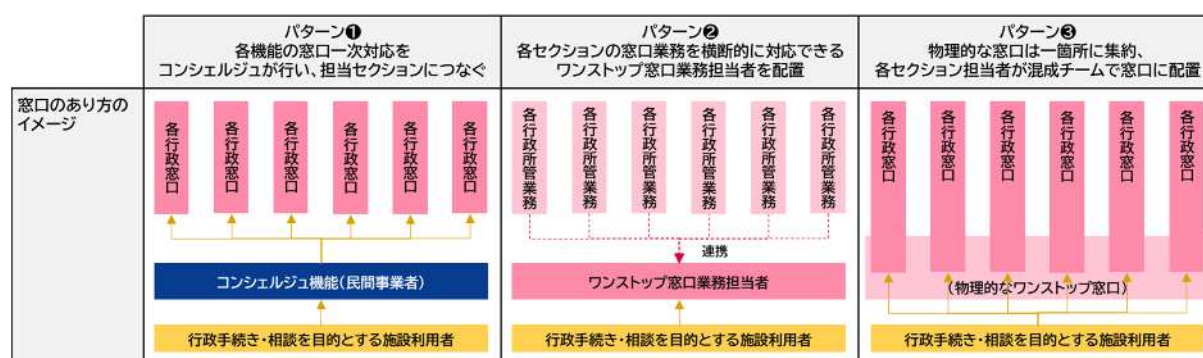 パターン❶
各機能の窓口一次対応を
コンシェルジュが行い、担当セクションにつなぐ
パターン❷
各セクションの窓口業務を横断的に対応できる
ワンストップ窓口業務担当者を配置
パターン❸
物理的な窓口は一箇所に集約、
各セクション担当者が混成チームで窓口に配置
窓口のあり方の
イメージ
各行政窓口
各行政窓口
各行政窓口
各行政窓口
各行政窓口
各行政窓口
コンシェルジュ機能(民間事業者)
行政手続き・相談を目的とする施設利用者
各行政所管業務
各行政所管業務
各行政所管業務
各行政所管業務
各行政所管業務
各行政所管業務
連携
ワンストップ窓口業務担当者
行政手続き・相談を目的とする施設利用者
各行政窓口
各行政窓口
各行政窓口
各行政窓口
各行政窓口
各行政窓口
(物理的なワンストップ窓口)
行政手続き・相談を目的とする施設利用者